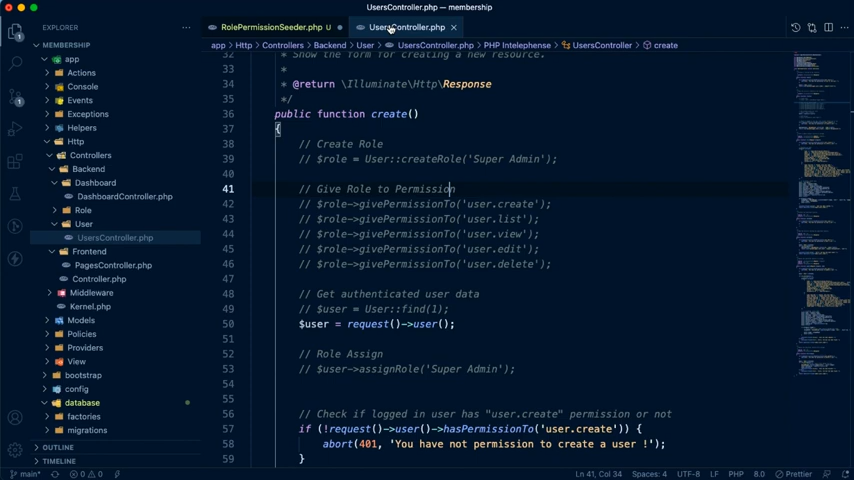 UsersController.php — membership
EXPLORER
RolePermissionSeeder.php U
UsersController.php
MEMBERSHIP
app
Actions
Console
Events
Exceptions
Helpers
Http
Controllers
Backend
Dashboard
DashboardController.php
Role
User
UsersController.php
Frontend
PagesController.php
Controller.php
Middleware
Kernel.php
Models
Policies
Providers
View
bootstrap
config
database
factories
migrations
OUTLINE
TIMELINE
app > Http > Controllers > Backend > User > UsersController.php > PHP Intelephense > UsersController > create
32 * Show the form for creating a new resource.
33 *
34 * @return \Illuminate\Http\Response
35 */
36 public function create()
37 {
38 // Create Role
39 // $role = User::createRole('Super Admin');
40
41 // Give Role to Permission
42 // $role->givePermissionTo('user.create');
43 // $role->givePermissionTo('user.list');
44 // $role->givePermissionTo('user.view');
45 // $role->givePermissionTo('user.edit');
46 // $role->givePermissionTo('user.delete');
47
48 // Get authenticated user data
49 // $user = User::find(1);
50 $user = request()->user();
51
52 // Role Assign
53 // $user->assignRole('Super Admin');
54
55
56 // Check if logged in user has "user.create" permission or not
57 if (!request()->user()->hasPermissionTo('user.create')) {
58 abort(401, 'You have not permission to create a user !');
59 }
main* 0 0 Ln 41, Col 34 Spaces: 4 UTF-8 LF PHP 8.0 Prettier